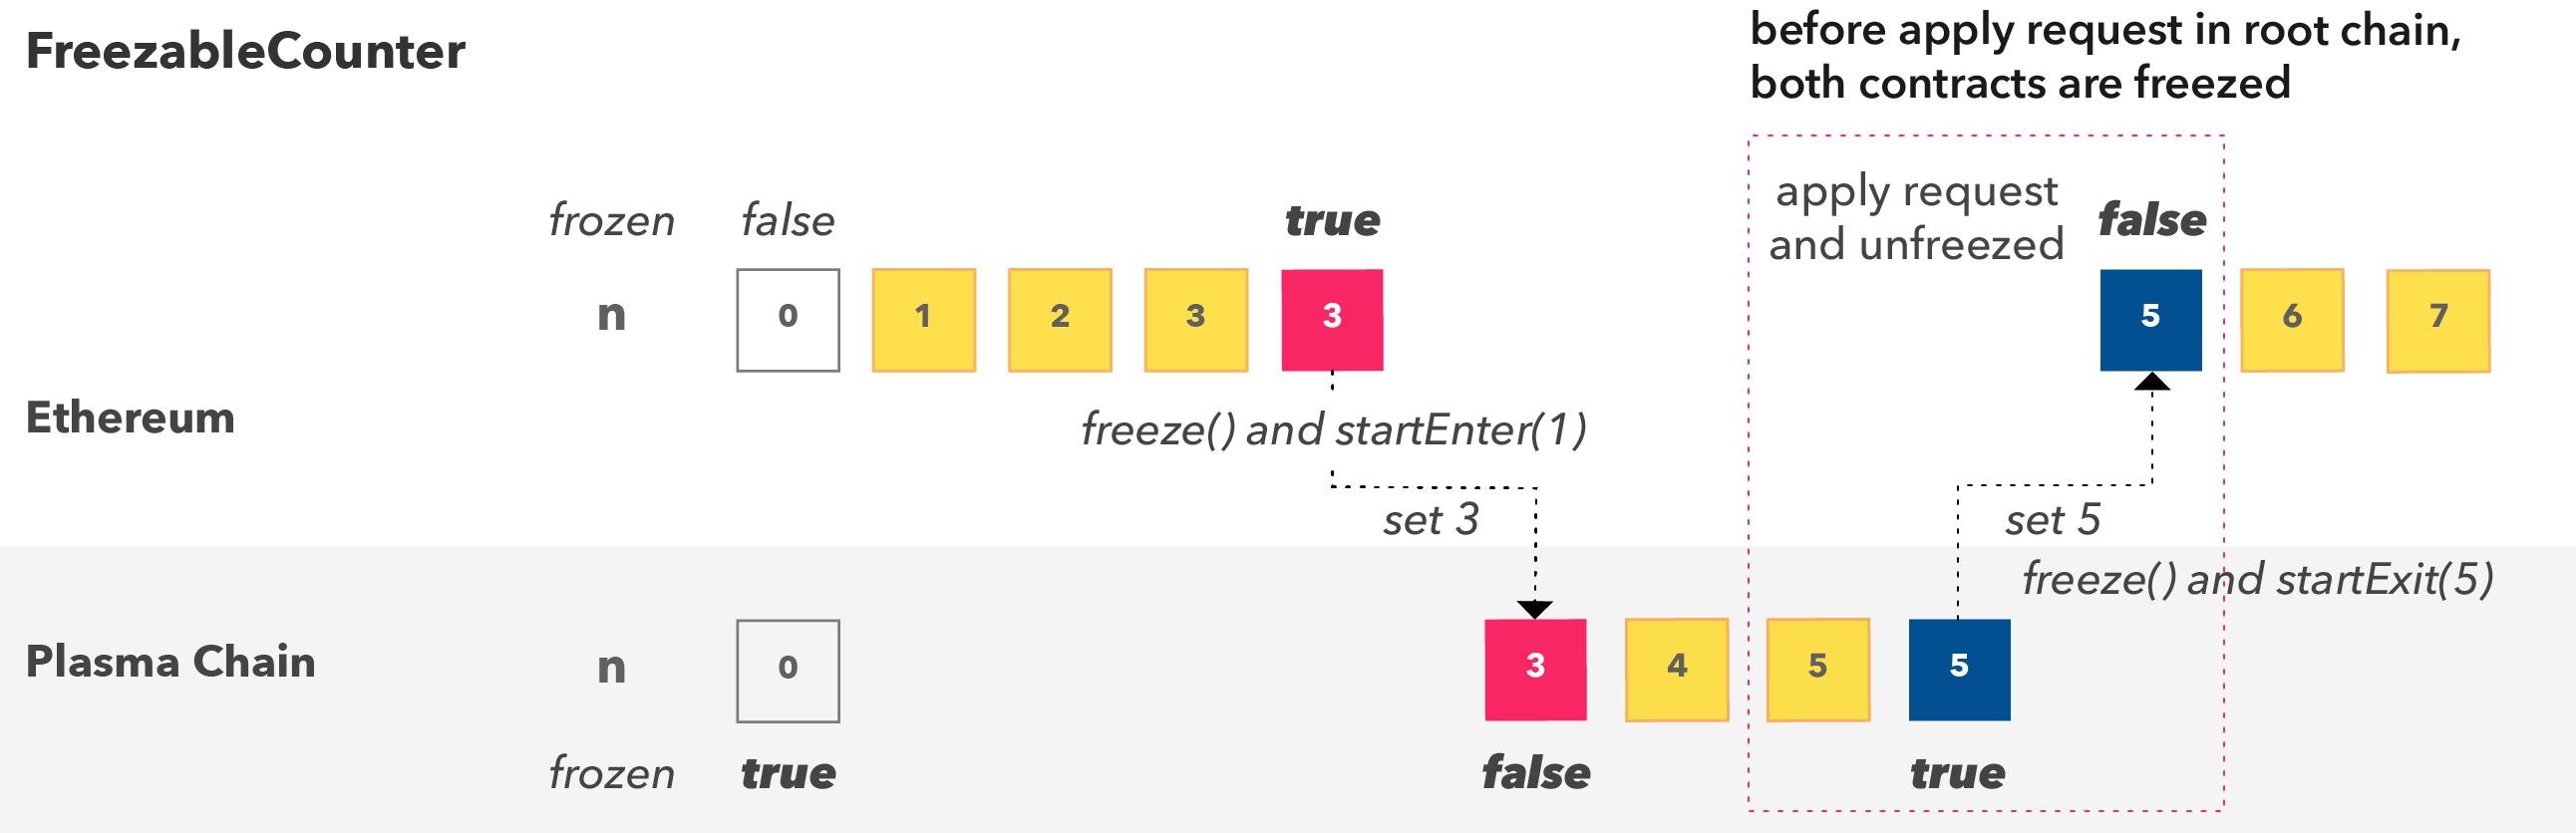 FreezableCounter
before apply request in root chain,
both contracts are freezed
apply request
and unfreezed
frozen false true false
n 0 1 2 3 3 5 6 7
Ethereum
freeze() and startEnter(1)
set 3 set 5
freeze() and startExit(5)
Plasma Chain n 0 3 4 5 5
frozen true false true